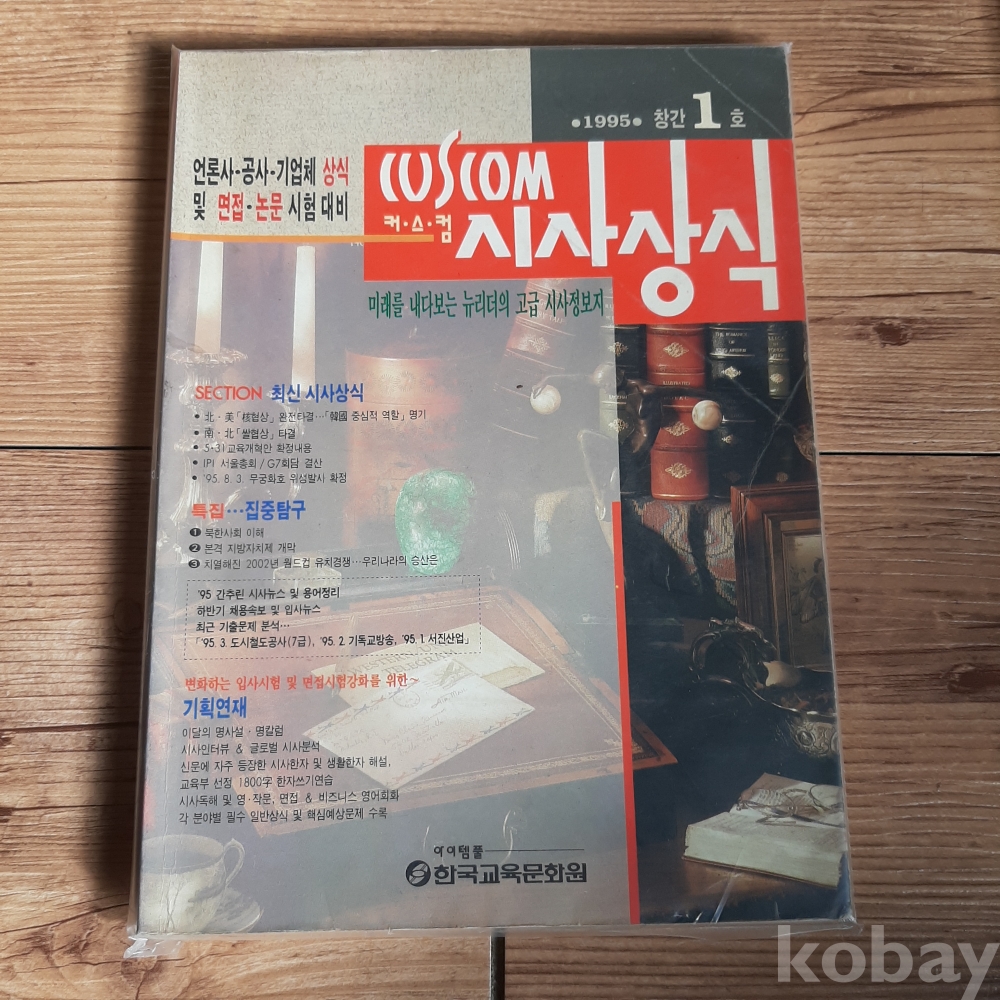 •1995• 창간 1 호
언론사·공사·기업체 상식
및 면접·논문 시험 대비
CUSCOM
커·스·컴
시사상식
미래를 내다보는 뉴리더의 고급 시사정보지
SECTION 최신 시사상식
• 北·美「核협상」완전타결…「韓國 중심적 역할」명기
• 南·北「쌀협상」타결
• 5·31교육개혁안 확정내용
• IPI 서울총회/G7회담 결산
• '95. 8. 3. 무궁화호 위성발사 확정
특집…집중탐구
❶ 북한사회 이해
❷ 본격 지방자치제 개막
❸ 치열해진 2002년 월드컵 유치경쟁…우리나라의 승산은
'95 간추린 시사뉴스 및 용어정리
하반기 채용속보 및 입사뉴스
최근 기출문제 분석…
「'95. 3. 도시철도공사(7급), '95. 2. 기독교방송, '95. 1. 서진산업」
변화하는 입사시험 및 면접시험강화를 위한~
기획연재
이달의 명사설·명칼럼
시사인터뷰 & 글로벌 시사분석
신문에 자주 등장한 시사한자 및 생활한자 해설,
교육부 선정 1800字 한자쓰기연습
시사독해 및 영·작문, 면접 & 비즈니스 영어회화
각 분야별 필수 일반상식 및 핵심예상문제 수록
아이템풀
한국교육문화원
kobay